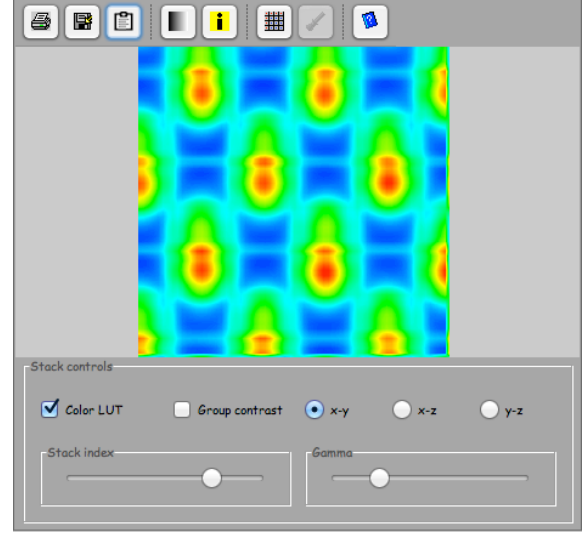 i
?
Stack controls
Color LUT Group contrast x-y x-z y-z
Stack index Gamma